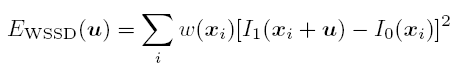 E_WSSD(u) = ∑_i w(x_i)[I_1(x_i + u) − I_0(x_i)]^2